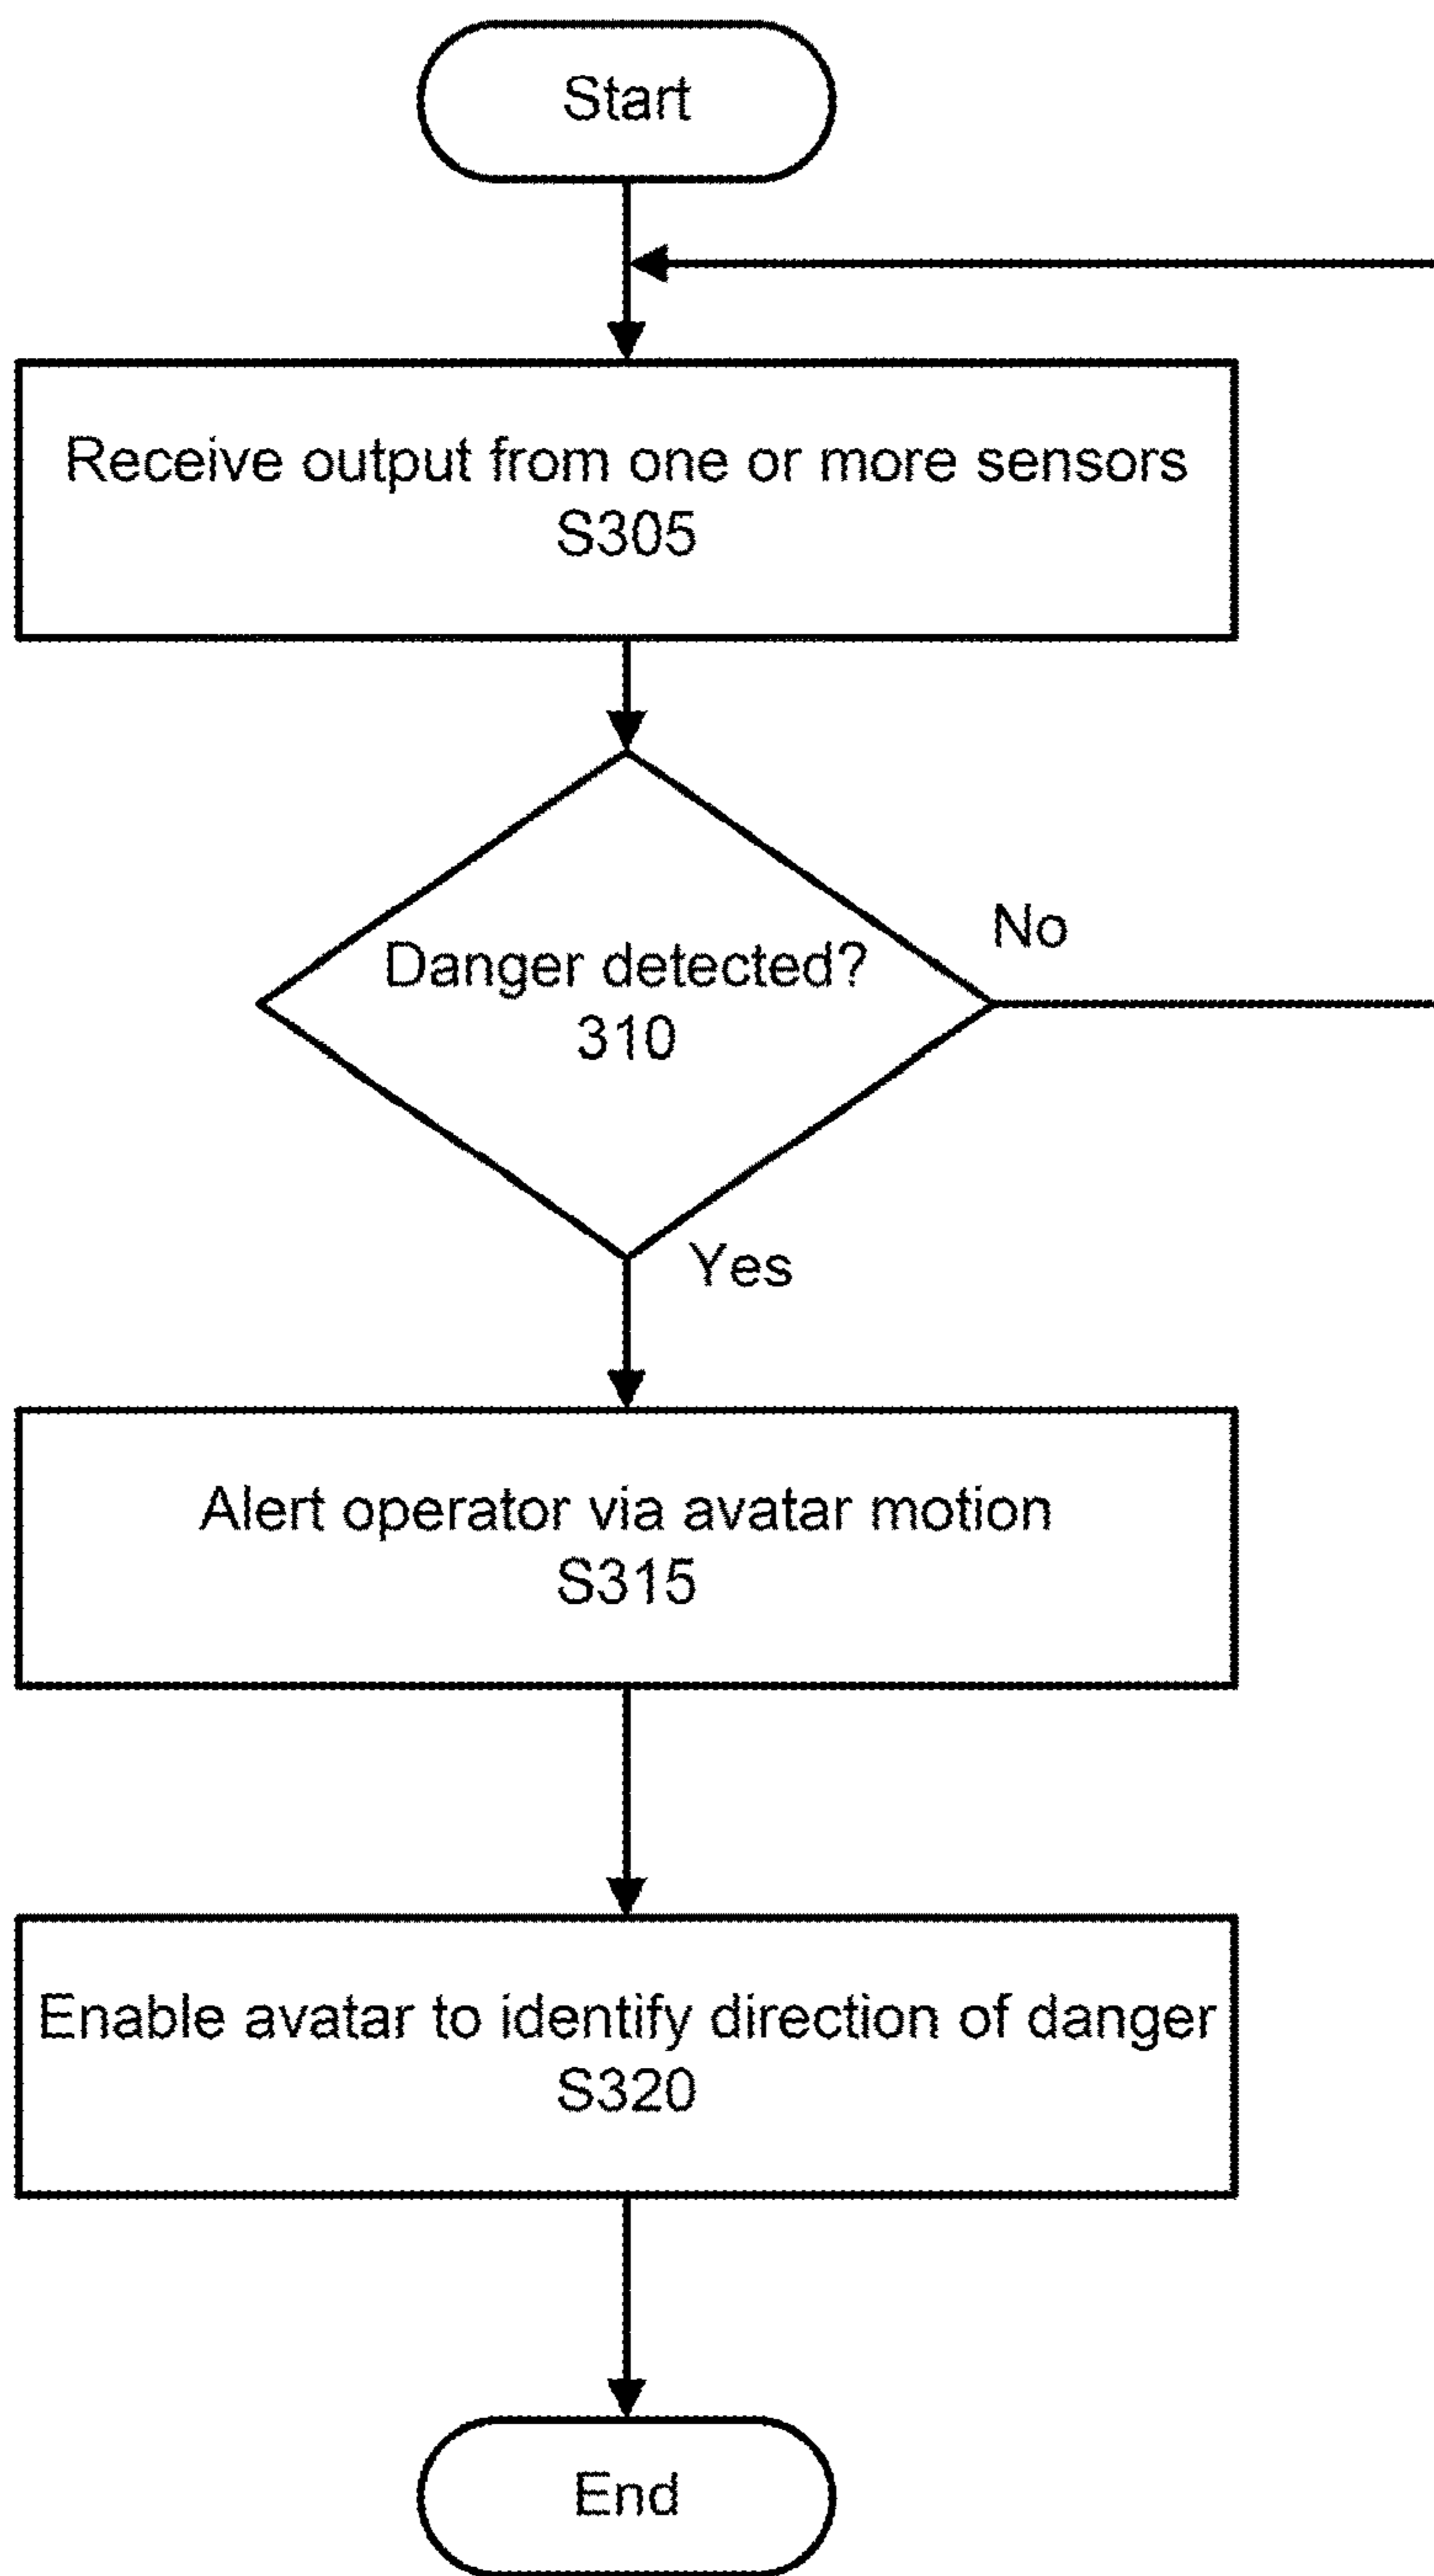 Start
Receive output from one or more sensors
S305
Danger detected?
310
No
Yes
Alert operator via avatar motion
S315
Enable avatar to identify direction of danger
S320
End